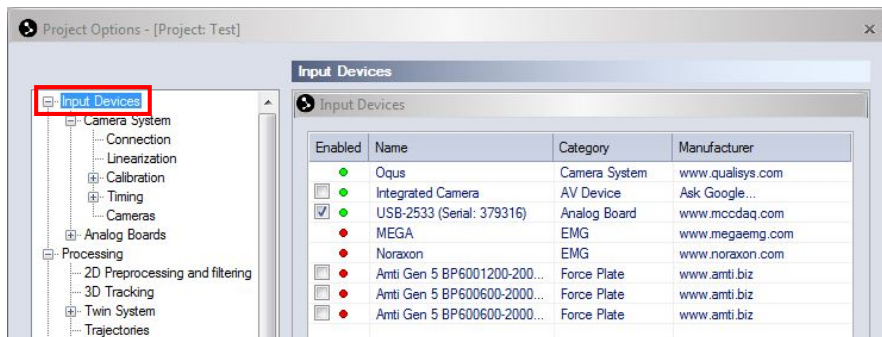 Project Options - [Project: Test]
Input Devices
Input Devices
Camera System
Connection
Linearization
Calibration
Timing
Cameras
Analog Boards
Processing
2D Preprocessing and filtering
3D Tracking
Twin System
Trajectories
Input Devices
Enabled Name Category Manufacturer
Oqus Camera System www.qualisys.com
Integrated Camera AV Device Ask Google...
USB-2533 (Serial: 379316) Analog Board www.mccdaq.com
MEGA EMG www.megaemg.com
Noraxon EMG www.noraxon.com
Amti Gen 5 BP6001200-200... Force Plate www.amti.biz
Amti Gen 5 BP600600-2000... Force Plate www.amti.biz
Amti Gen 5 BP600600-2000... Force Plate www.amti.biz